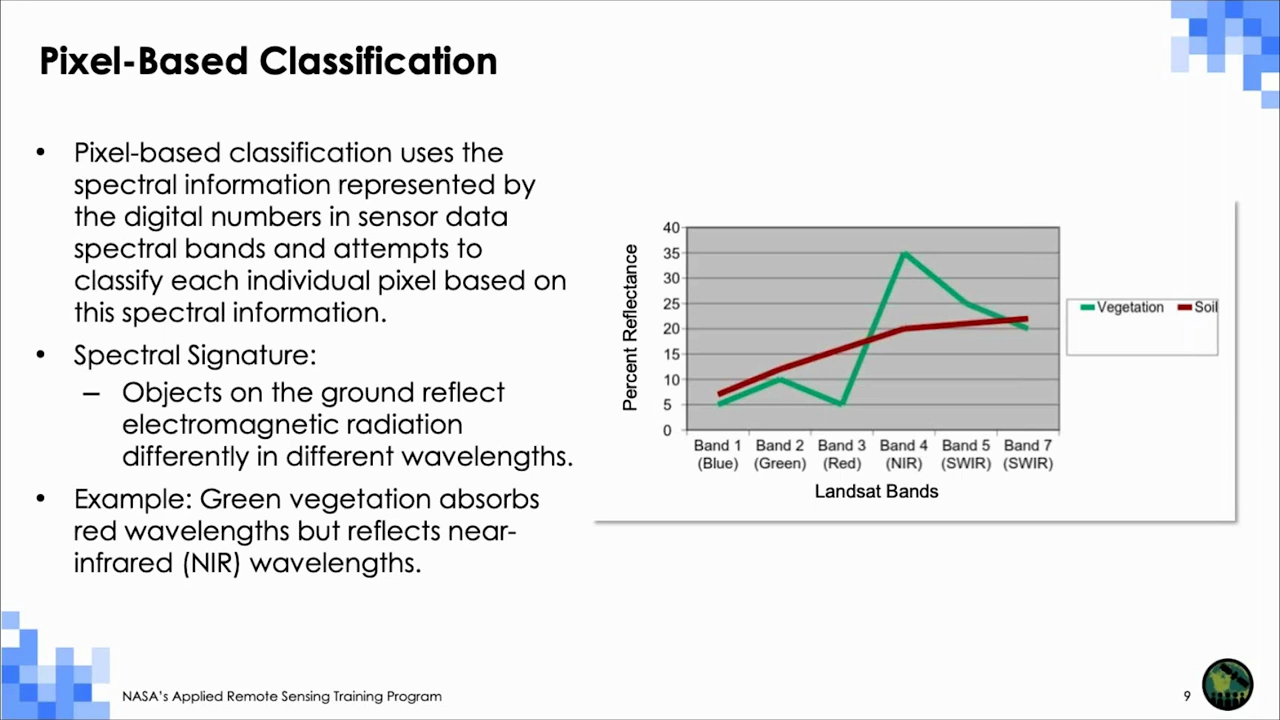 Pixel-Based Classification
• Pixel-based classification uses the
spectral information represented by
the digital numbers in sensor data
spectral bands and attempts to
classify each individual pixel based on
this spectral information.
• Spectral Signature:
– Objects on the ground reflect
electromagnetic radiation
differently in different wavelengths.
• Example: Green vegetation absorbs
red wavelengths but reflects near-
infrared (NIR) wavelengths.
Percent Reflectance
40
35
30
25
20
15
10
5
0
Band 1 Band 2 Band 3 Band 4 Band 5 Band 7
(Blue) (Green) (Red) (NIR) (SWIR) (SWIR)
Landsat Bands
Vegetation Soil
NASA's Applied Remote Sensing Training Program
9